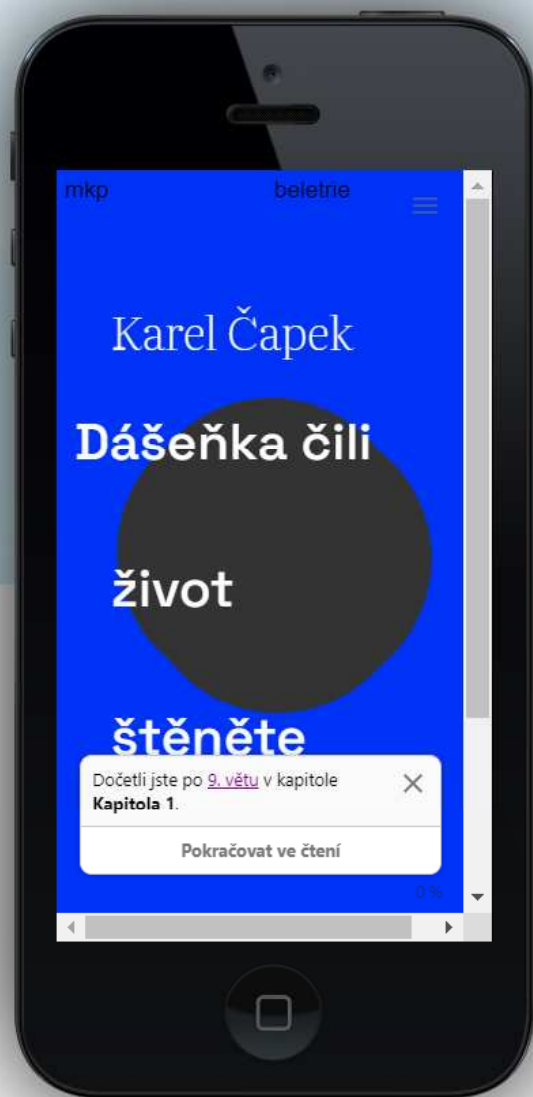 mkp beletrie
Karel Čapek
Dášeňka čili
život
štěněte
Dočetli jste po 9. větu v kapitole
Kapitola 1.
Pokračovat ve čtení
0 %